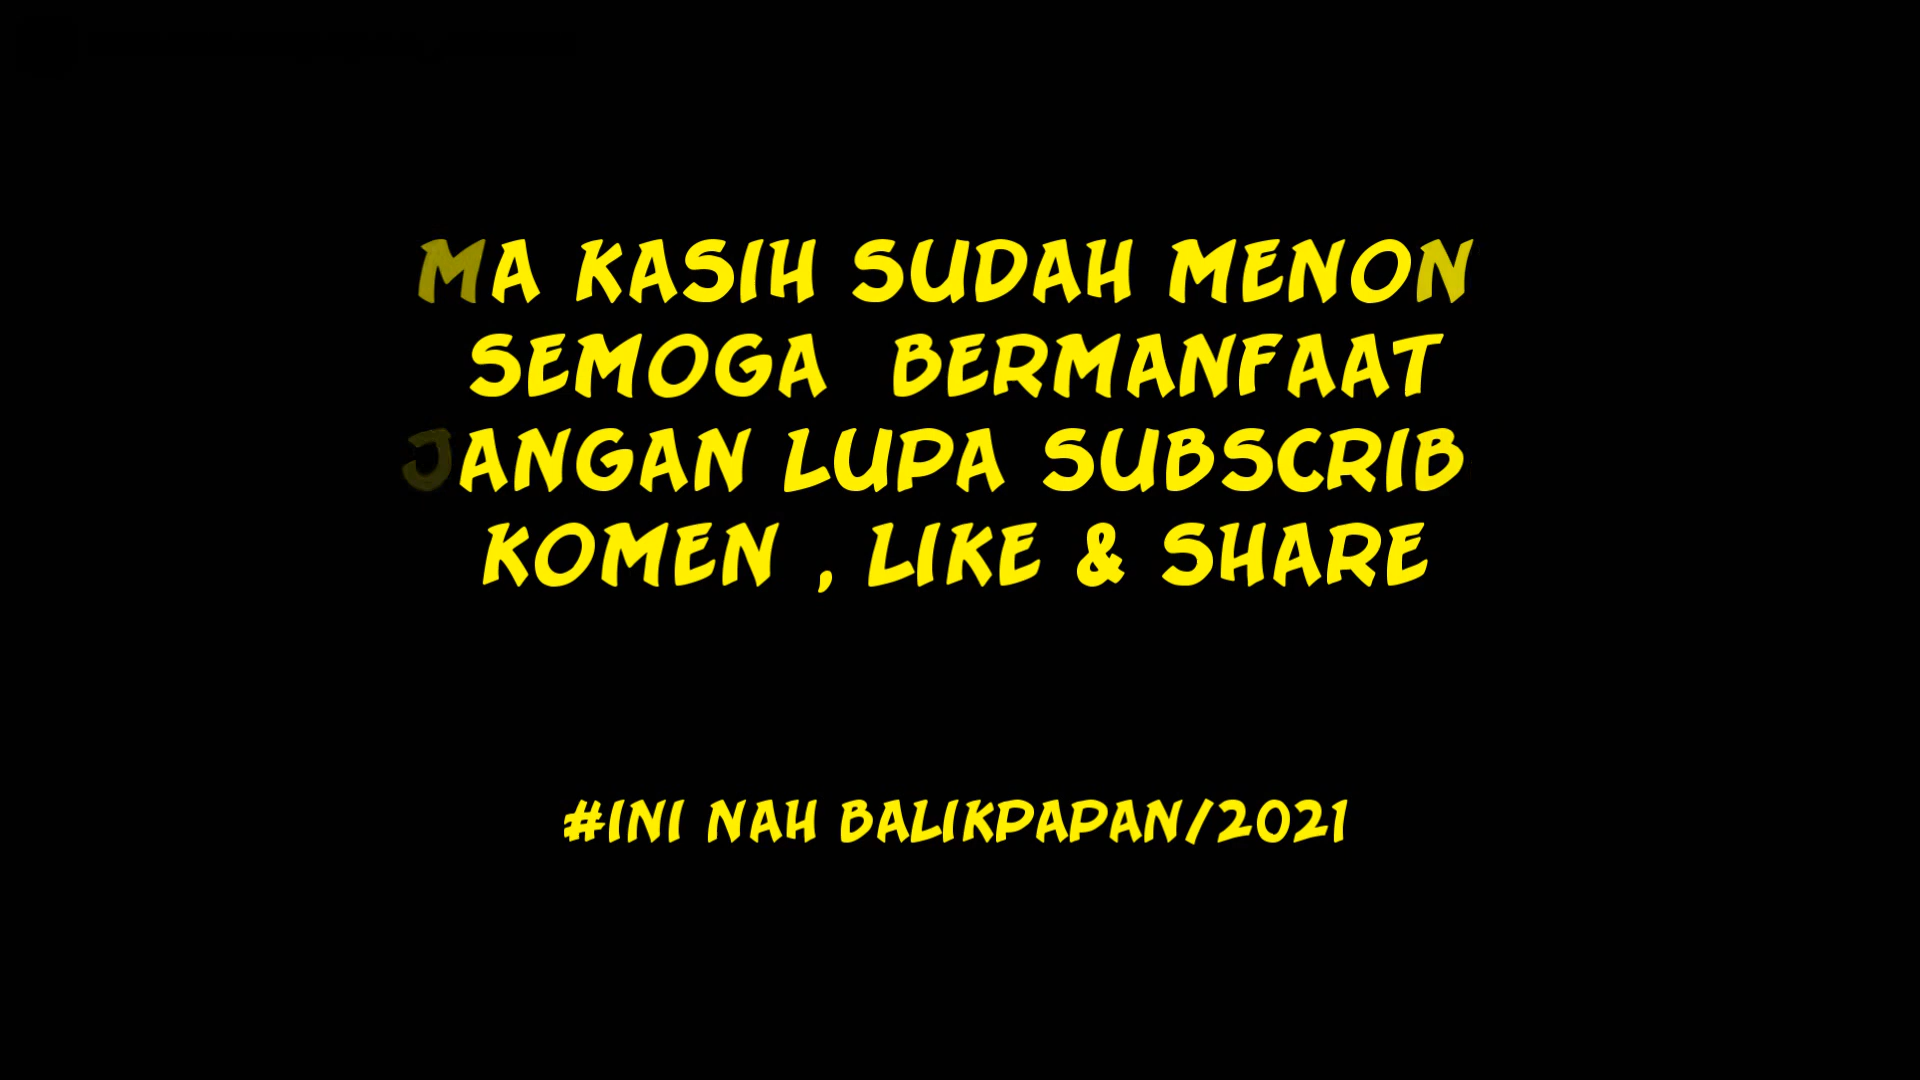 MA KASIH SUDAH MENON
SEMOGA BERMANFAAT
JANGAN LUPA SUBSCRIB
KOMEN , LIKE & SHARE
#INI NAH BALIKPAPAN/2021